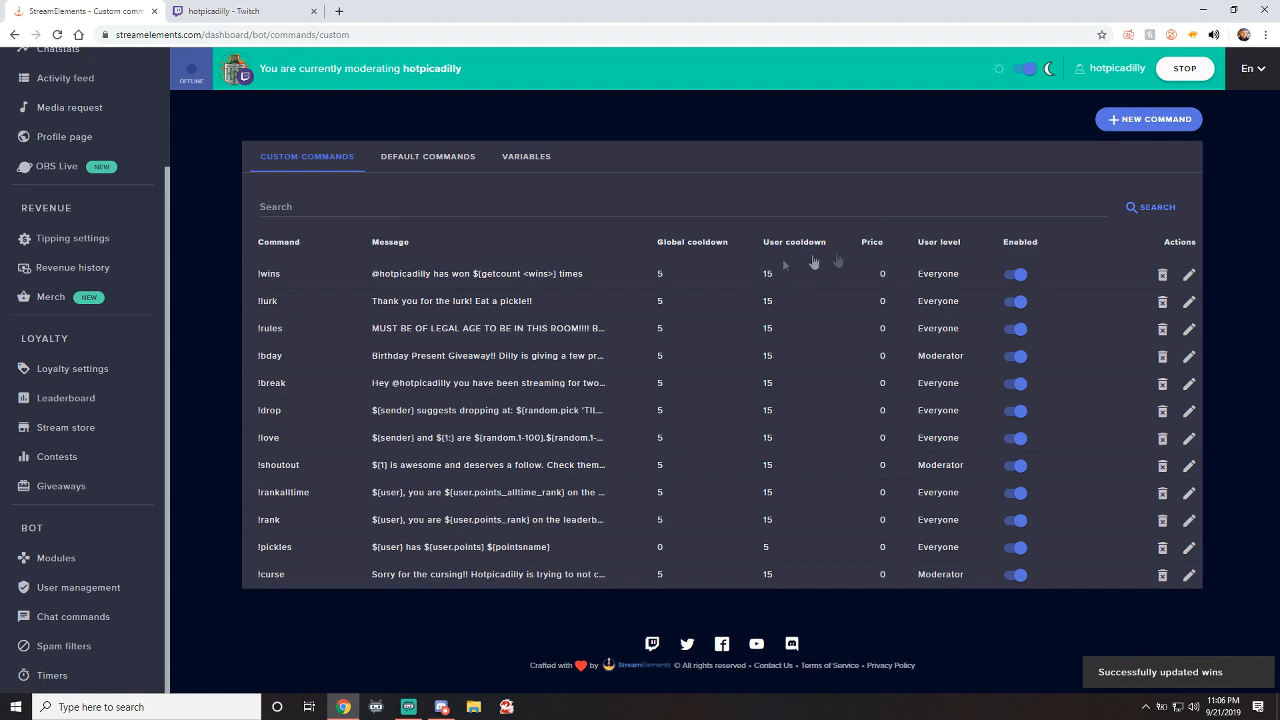 StreamElements - Custom Comma
hotpicadilly - Twitch
streamelements.com/dashboard/bot/commands/custom
Chatstats
OFFLINE
You are currently moderating hotpicadilly
hotpicadilly
STOP
En
Activity feed
Media request
Profile page
OBS Live NEW
REVENUE
Tipping settings
Revenue history
Merch NEW
LOYALTY
Loyalty settings
Leaderboard
Stream store
Contests
Giveaways
BOT
Modules
User management
Chat commands
Spam filters
Timers
NEW COMMAND
CUSTOM COMMANDS DEFAULT COMMANDS VARIABLES
Search SEARCH
Command Message Global cooldown User cooldown Price User level Enabled Actions
!wins @hotpicadilly has won ${getcount <wins>} times 5 15 0 Everyone
!lurk Thank you for the lurk! Eat a pickle!! 5 15 0 Everyone
!rules MUST BE OF LEGAL AGE TO BE IN THIS ROOM!!!! B... 5 15 0 Everyone
!bday Birthday Present Giveaway!! Dilly is giving a few pr... 5 15 0 Moderator
!break Hey @hotpicadilly you have been streaming for two... 5 15 0 Everyone
!drop ${sender} suggests dropping at: ${random.pick 'TIL... 5 15 0 Everyone
!love ${sender} and ${1:} are ${random.1-100}.${random.1-... 5 15 0 Everyone
!shoutout ${1} is awesome and deserves a follow. Check them... 5 15 0 Moderator
!rankalltime ${user}, you are ${user.points_alltime_rank} on the ... 5 15 0 Everyone
!rank ${user}, you are ${user.points_rank} on the leaderb... 5 15 0 Everyone
!pickles ${user} has ${user.points} ${pointsname} 0 5 0 Everyone
!curse Sorry for the cursing!! Hotpicadilly is trying to not c... 5 15 0 Moderator
Crafted with by StreamElements © All rights reserved • Contact Us • Terms of Service • Privacy Policy
Successfully updated wins
Type here to search
11:06 PM
9/21/2019